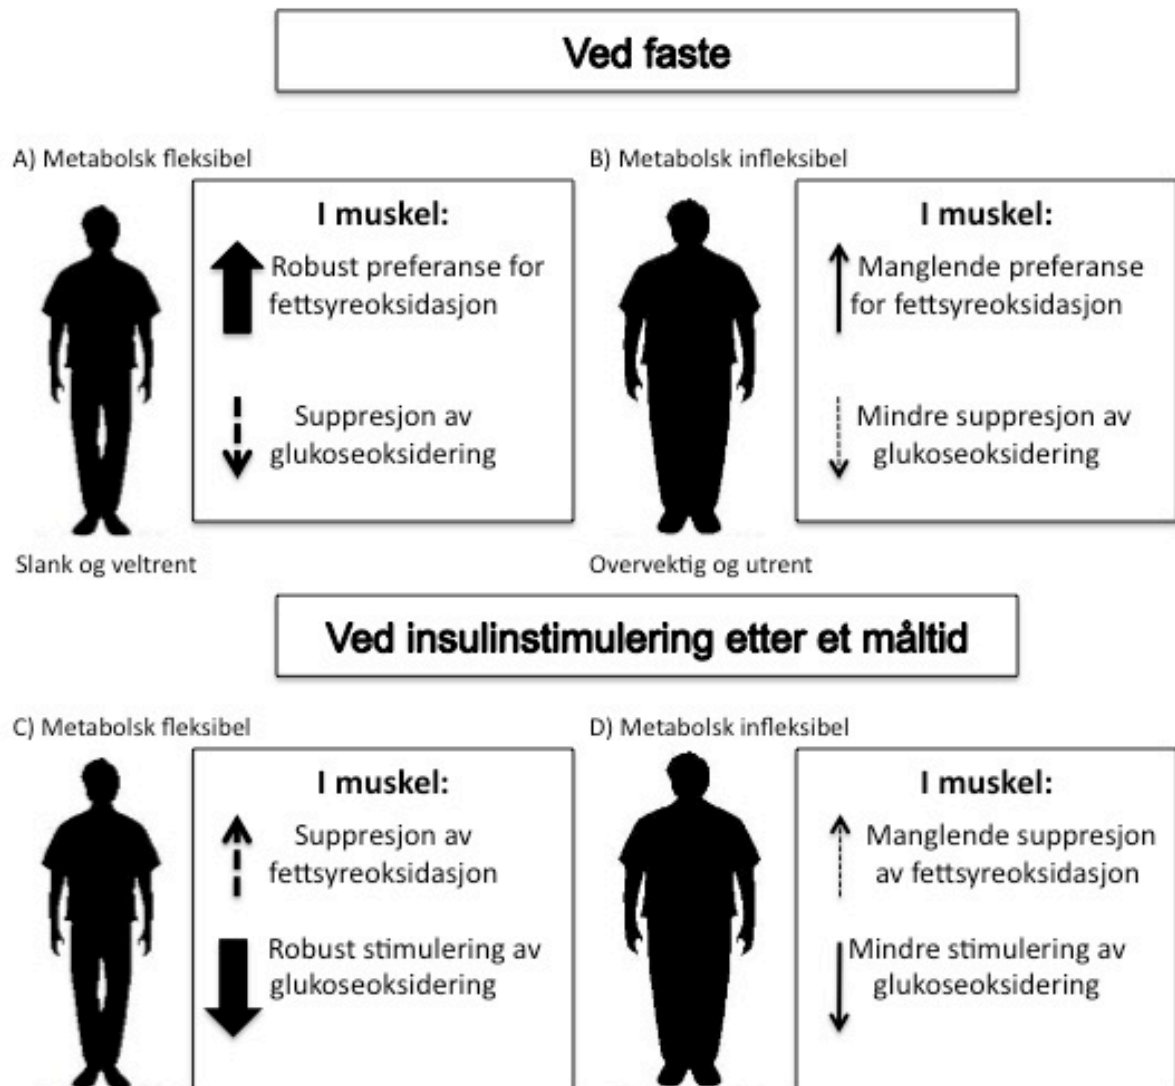 Ved faste
A) Metabolsk fleksibel
I muskel:
Robust preferanse for
fettsyreoksidasjon
Suppresjon av
glukoseoksidering
Slank og veltrent
B) Metabolsk infleksibel
I muskel:
Manglende preferanse
for fettsyreoksidasjon
Mindre suppresjon av
glukoseoksidering
Overvektig og utrent
Ved insulinstimulering etter et måltid
C) Metabolsk fleksibel
I muskel:
Suppresjon av
fettsyreoksidasjon
Robust stimulering av
glukoseoksidering
D) Metabolsk infleksibel
I muskel:
Manglende suppresjon
av fettsyreoksidasjon
Mindre stimulering av
glukoseoksidering